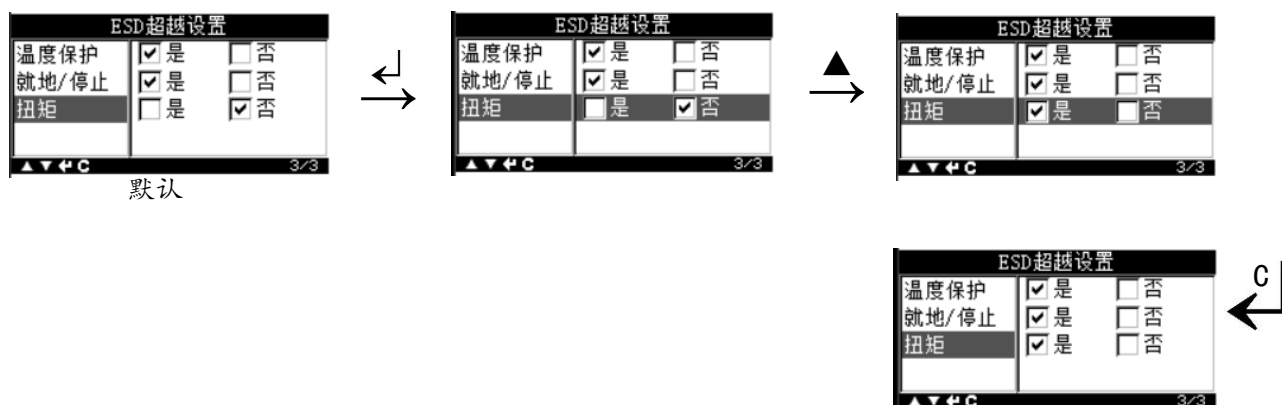 ESD超越设置
温度保护 ☑是 ☐否
就地/停止 ☑是 ☐否
扭矩 ☐是 ☑否
▲▼↵C 3/3
默认
↵
ESD超越设置
温度保护 ☑是 ☐否
就地/停止 ☑是 ☐否
扭矩 ☐是 ☑否
▲▼↵C 3/3
▲
ESD超越设置
温度保护 ☑是 ☐否
就地/停止 ☑是 ☐否
扭矩 ☑是 ☐否
▲▼↵C 3/3
C
ESD超越设置
温度保护 ☑是 ☐否
就地/停止 ☑是 ☐否
扭矩 ☑是 ☐否
▲▼↵C 3/3